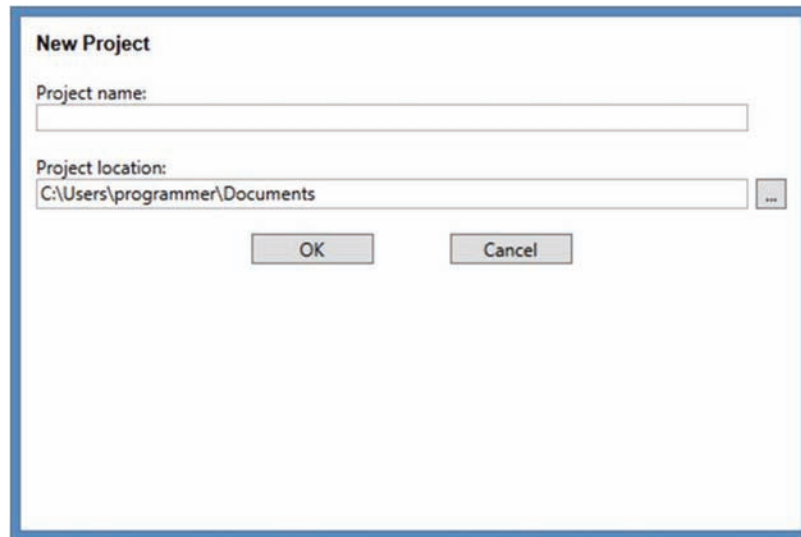 New Project
Project name:
Project location:
C:\Users\programmer\Documents
...
OK
Cancel